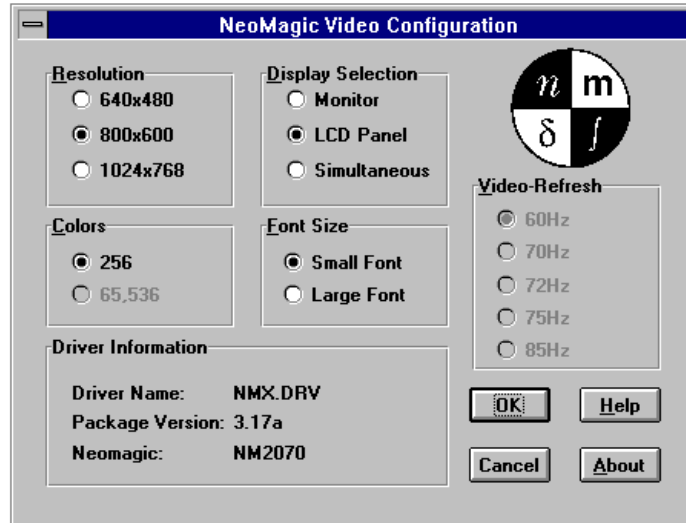 NeoMagic Video Configuration
Resolution
640x480
800x600
1024x768
Display Selection
Monitor
LCD Panel
Simultaneous
n m
δ ∫
Video-Refresh
60Hz
70Hz
72Hz
75Hz
85Hz
Colors
256
65,536
Font Size
Small Font
Large Font
Driver Information
Driver Name: NMX.DRV
Package Version: 3.17a
Neomagic: NM2070
OK
Help
Cancel
About